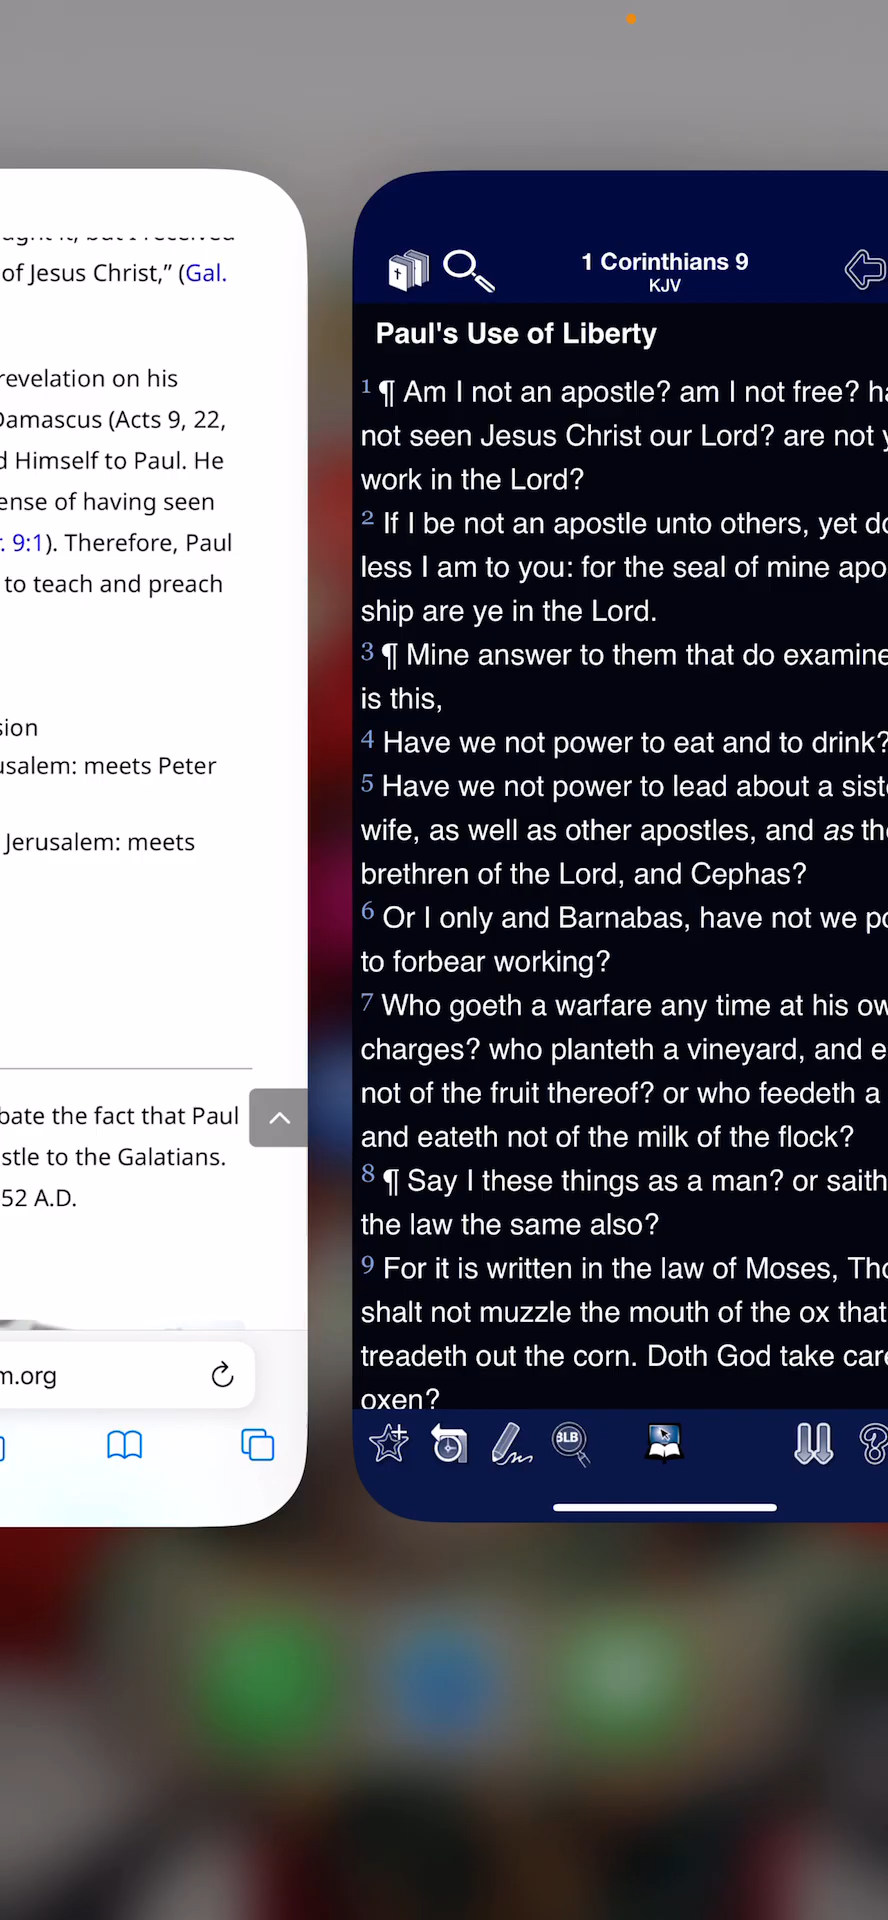 of Jesus Christ,” (Gal.
revelation on his
Damascus (Acts 9, 22,
Himself to Paul. He
having seen
9:1). Therefore, Paul
to teach and preach
meets Peter
Jerusalem: meets
the fact that Paul
to the Galatians.
52 A.D.
m.org
1 Corinthians 9
KJV
Paul's Use of Liberty
1 ¶ Am I not an apostle? am I not free? ha
not seen Jesus Christ our Lord? are not y
work in the Lord?
2 If I be not an apostle unto others, yet do
less I am to you: for the seal of mine apo
ship are ye in the Lord.
3 ¶ Mine answer to them that do examine
is this,
4 Have we not power to eat and to drink?
5 Have we not power to lead about a sist
wife, as well as other apostles, and as the
brethren of the Lord, and Cephas?
6 Or I only and Barnabas, have not we po
to forbear working?
7 Who goeth a warfare any time at his ow
charges? who planteth a vineyard, and e
not of the fruit thereof? or who feedeth a
and eateth not of the milk of the flock?
8 ¶ Say I these things as a man? or saith
the law the same also?
9 For it is written in the law of Moses, Tho
shalt not muzzle the mouth of the ox that
treadeth out the corn. Doth God take care
oxen?
BLB